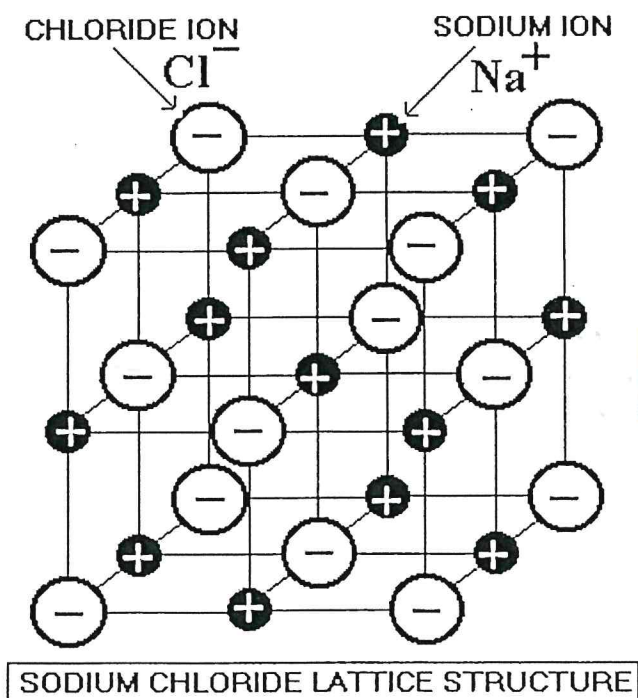 CHLORIDE ION
SODIUM ION
Cl⁻
Na⁺
− + −
+ − +
− + −
+ − +
− + −
+ − +
− + −
+ − +
− + −
SODIUM CHLORIDE LATTICE STRUCTURE